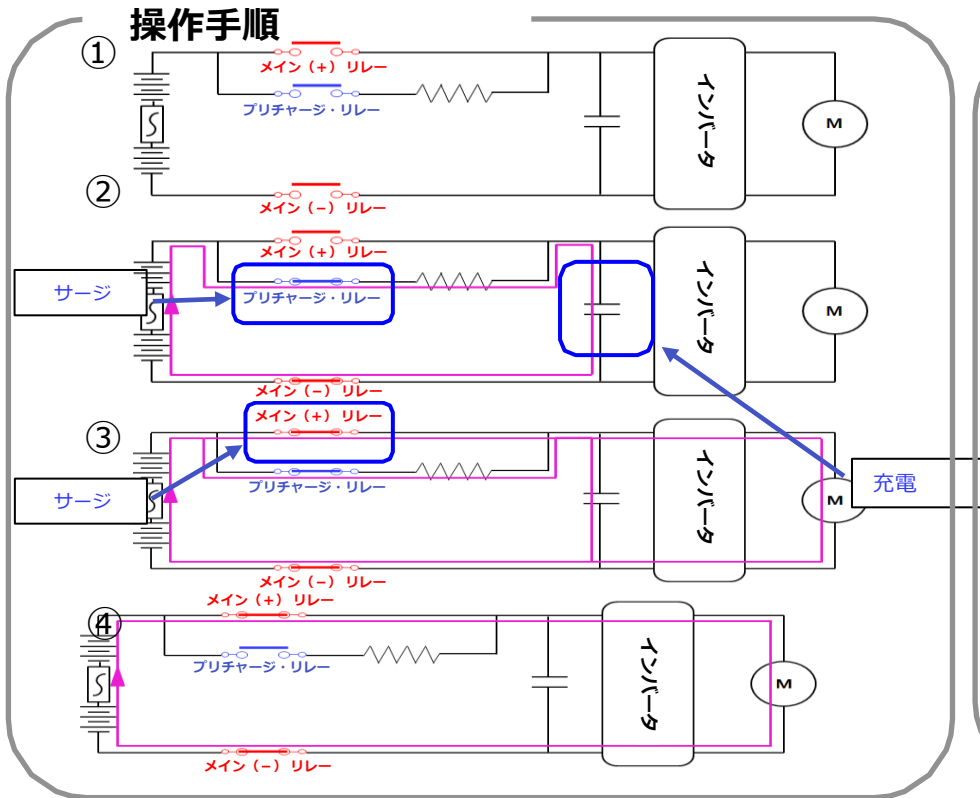 操作手順
①
メイン（+）リレー
プリチャージ・リレー
インバータ
M
メイン（-）リレー
②
メイン（+）リレー
サージ
プリチャージ・リレー
インバータ
M
メイン（-）リレー
③
メイン（+）リレー
サージ
プリチャージ・リレー
インバータ
M
充電
メイン（-）リレー
④
メイン（+）リレー
プリチャージ・リレー
インバータ
M
メイン（-）リレー